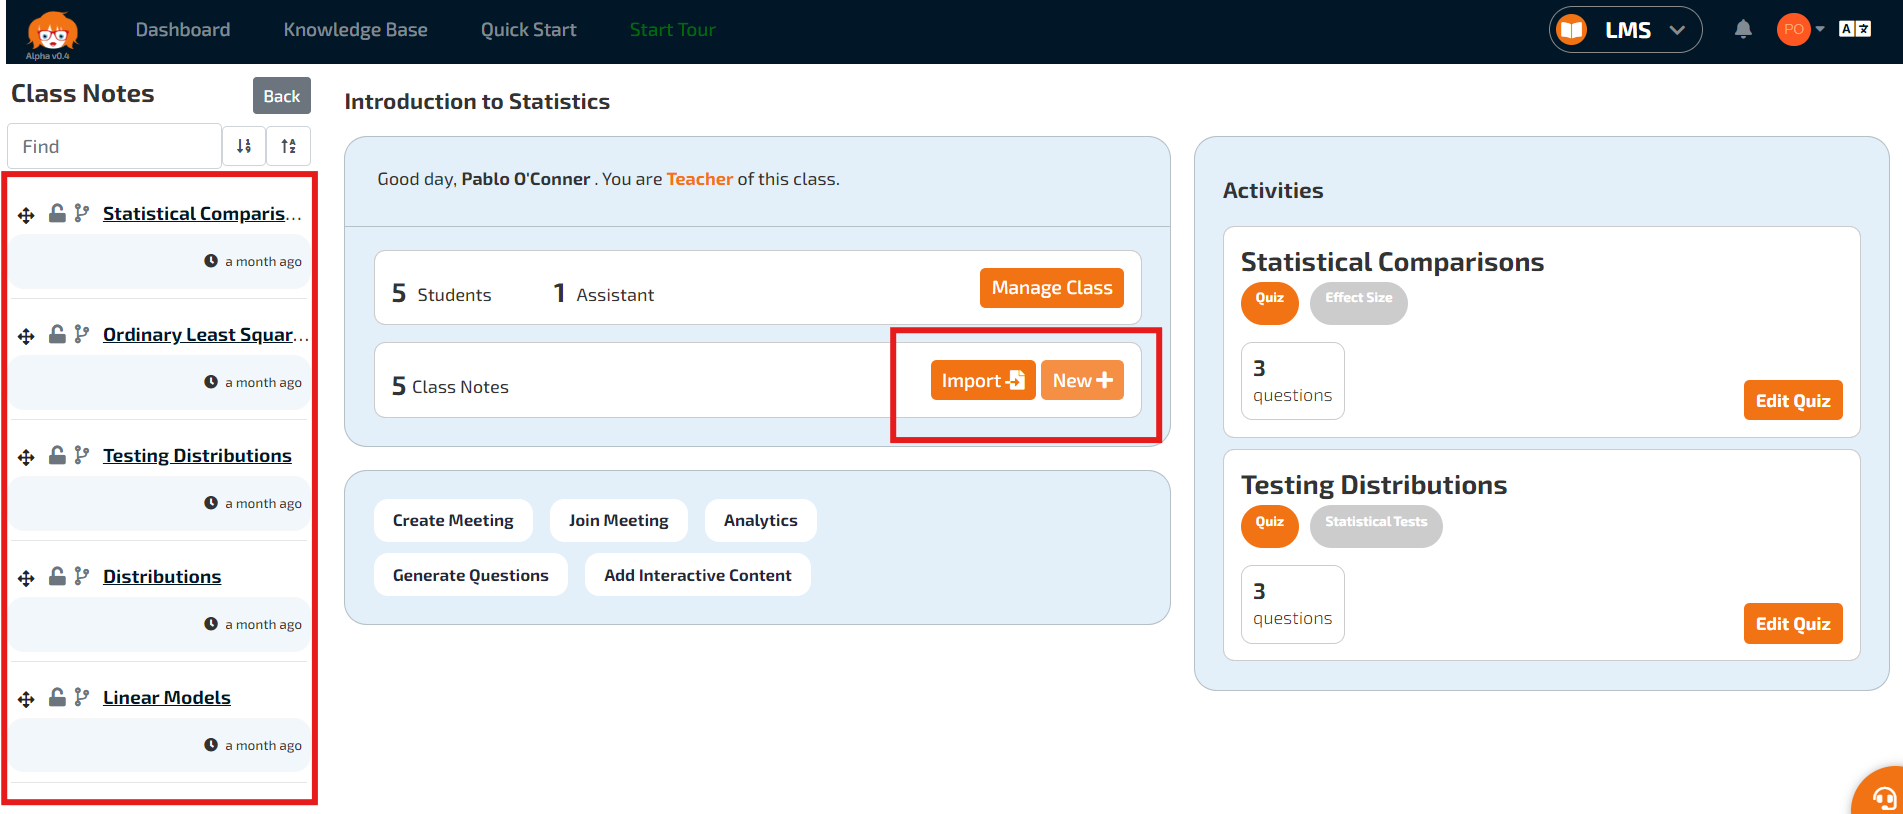 Alpha v0.4
Dashboard
Knowledge Base
Quick Start
Start Tour
LMS
PO
Class Notes
Back
Find
Statistical Comparis...
a month ago
Ordinary Least Squar...
a month ago
Testing Distributions
a month ago
Distributions
a month ago
Linear Models
a month ago
Introduction to Statistics
Good day, Pablo O'Conner . You are Teacher of this class.
5 Students 1 Assistant
Manage Class
5 Class Notes
Import
New
Create Meeting
Join Meeting
Analytics
Generate Questions
Add Interactive Content
Activities
Statistical Comparisons
Quiz
Effect Size
3
questions
Edit Quiz
Testing Distributions
Quiz
Statistical Tests
3
questions
Edit Quiz